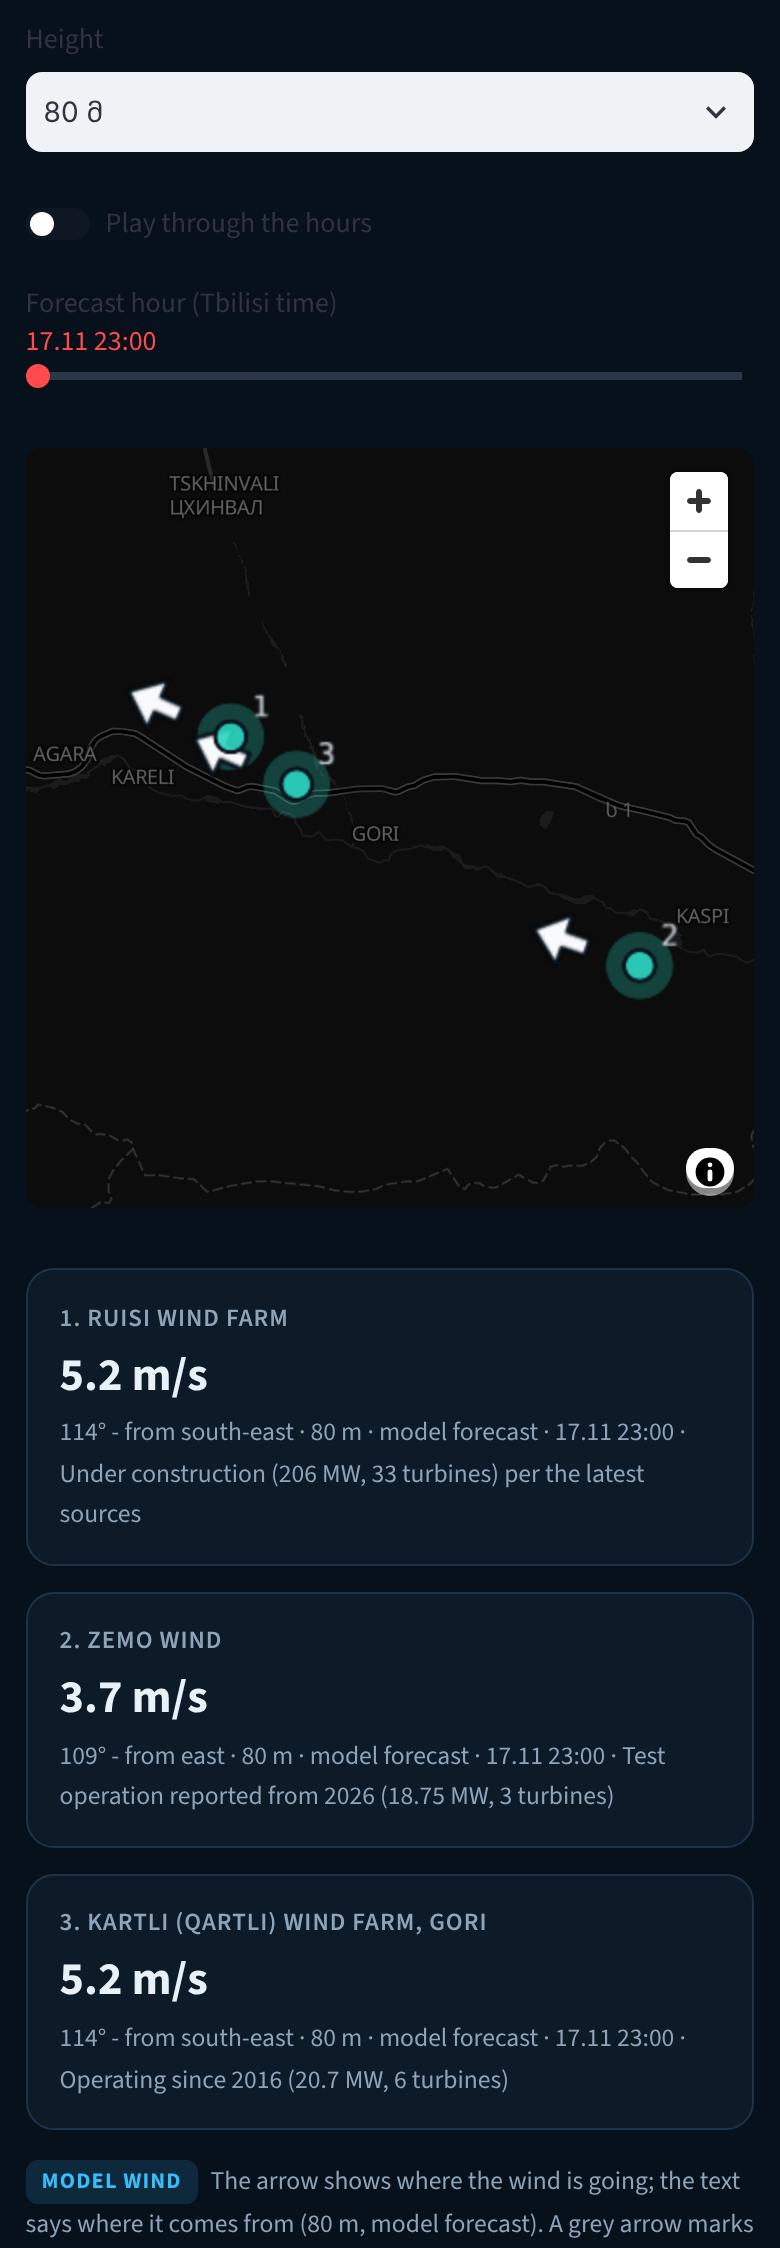 Height
80 მ
Play through the hours
Forecast hour (Tbilisi time)
17.11 23:00
TSKHINVALI
ЦХИНВАЛ
1
3
AGARA
KARELI
GORI
ს 1
KASPI
2
1. RUISI WIND FARM
5.2 m/s
114° - from south-east · 80 m · model forecast · 17.11 23:00 ·
Under construction (206 MW, 33 turbines) per the latest
sources
2. ZEMO WIND
3.7 m/s
109° - from east · 80 m · model forecast · 17.11 23:00 · Test
operation reported from 2026 (18.75 MW, 3 turbines)
3. KARTLI (QARTLI) WIND FARM, GORI
5.2 m/s
114° - from south-east · 80 m · model forecast · 17.11 23:00 ·
Operating since 2016 (20.7 MW, 6 turbines)
MODEL WIND The arrow shows where the wind is going; the text
says where it comes from (80 m, model forecast). A grey arrow marks